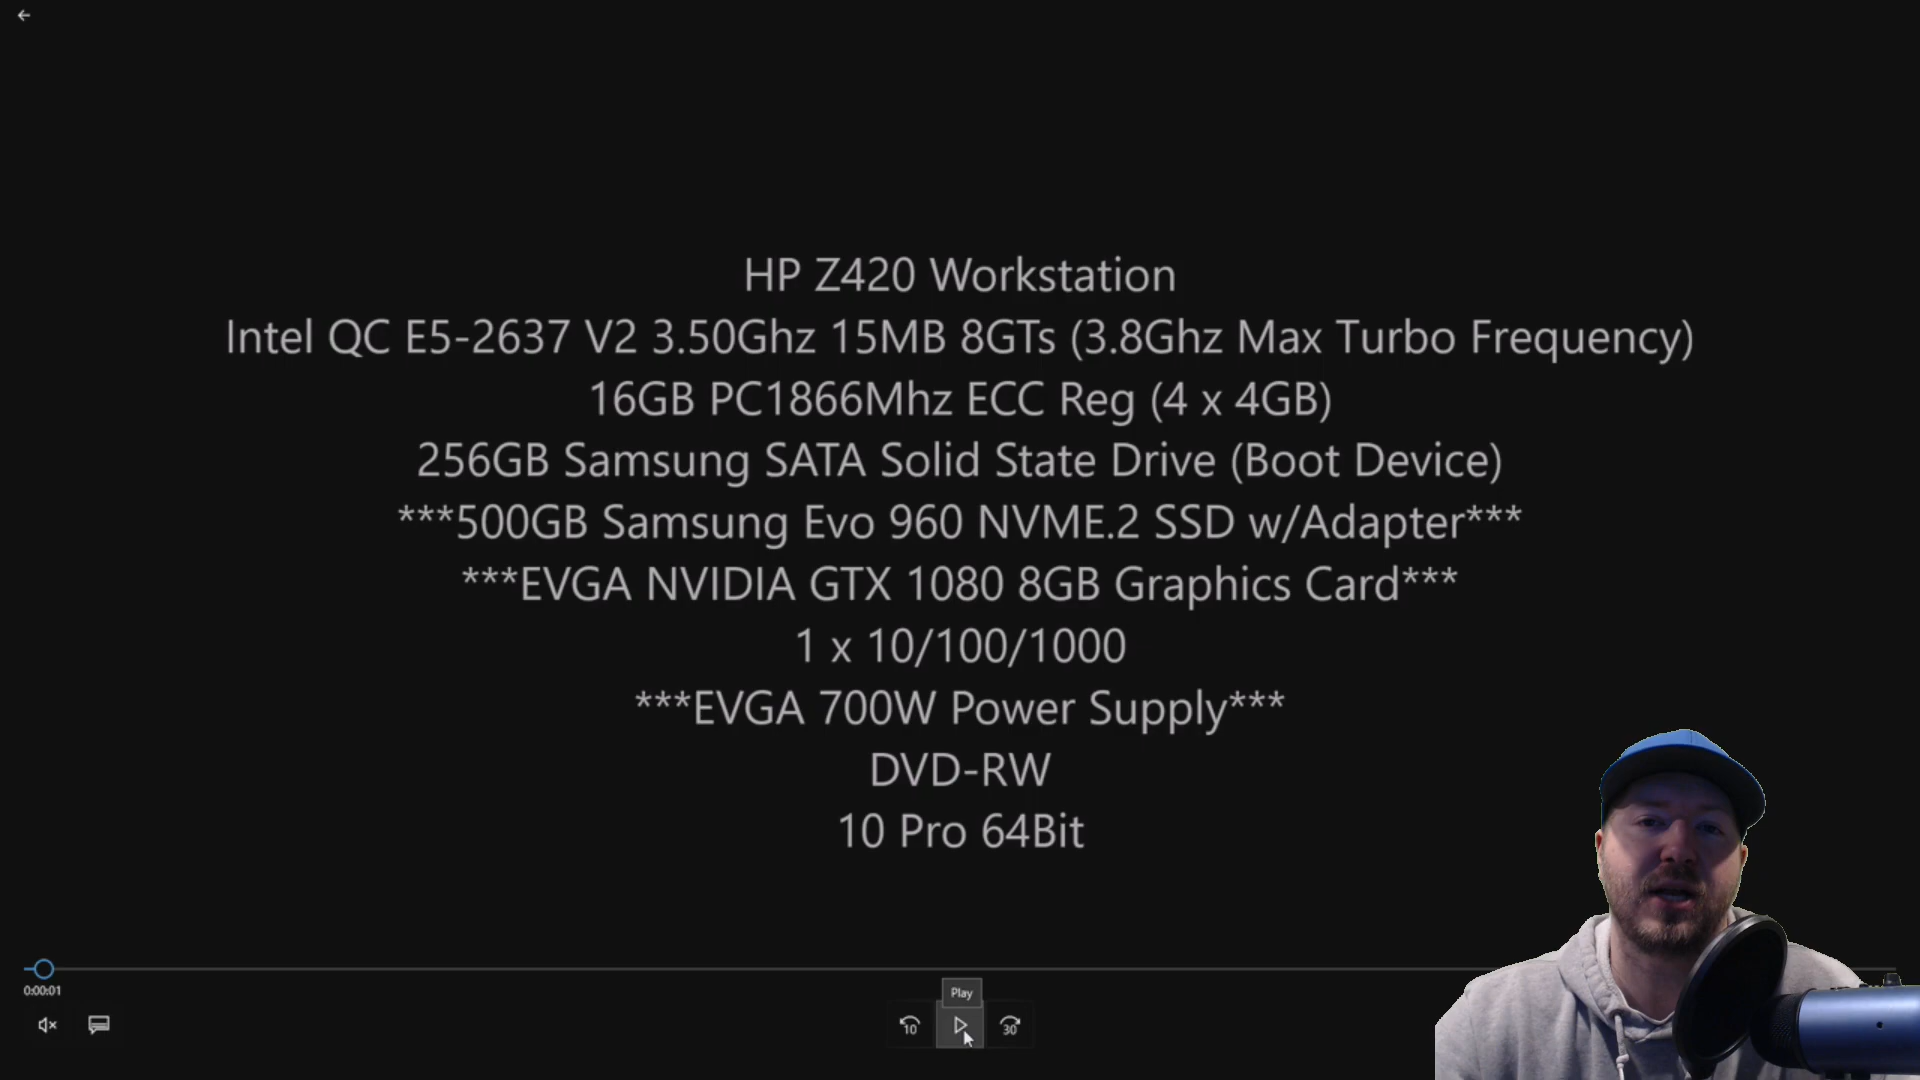 HP Z420 Workstation
Intel QC E5-2637 V2 3.50Ghz 15MB 8GTs (3.8Ghz Max Turbo Frequency)
16GB PC1866Mhz ECC Reg (4 x 4GB)
256GB Samsung SATA Solid State Drive (Boot Device)
***500GB Samsung Evo 960 NVME.2 SSD w/Adapter***
***EVGA NVIDIA GTX 1080 8GB Graphics Card***
1 x 10/100/1000
***EVGA 700W Power Supply***
DVD-RW
10 Pro 64Bit
0:00:01
Play
10
30